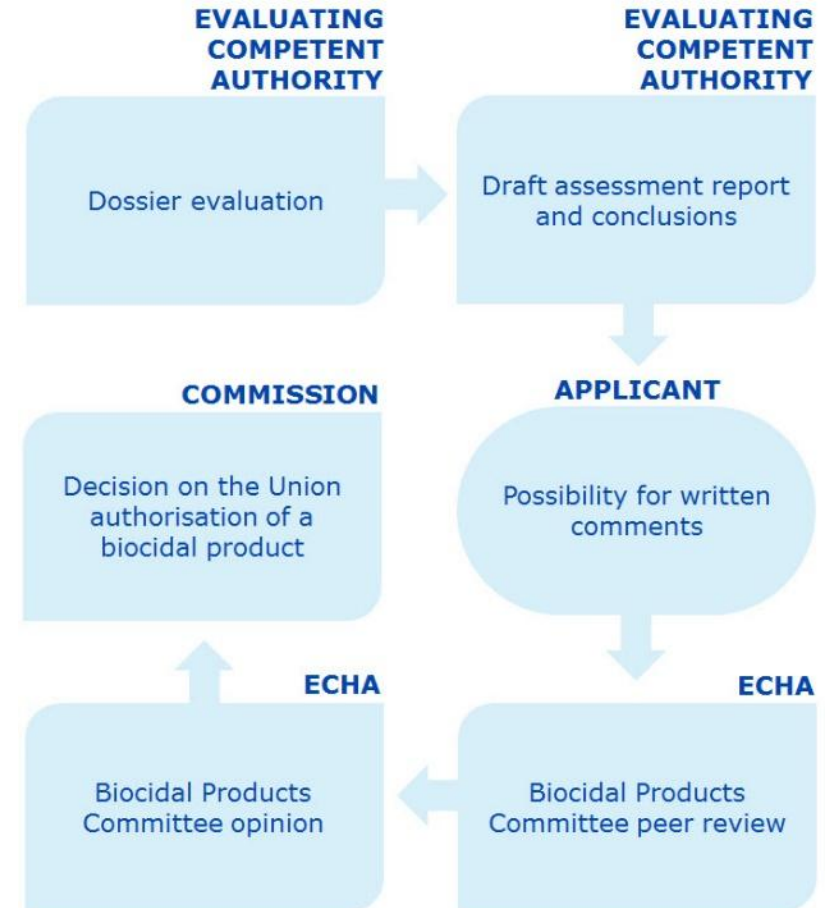 EVALUATING
COMPETENT
AUTHORITY
Dossier evaluation
EVALUATING
COMPETENT
AUTHORITY
Draft assessment report
and conclusions
APPLICANT
Possibility for written
comments
ECHA
Biocidal Products
Committee peer review
ECHA
Biocidal Products
Committee opinion
COMMISSION
Decision on the Union
authorisation of a
biocidal product